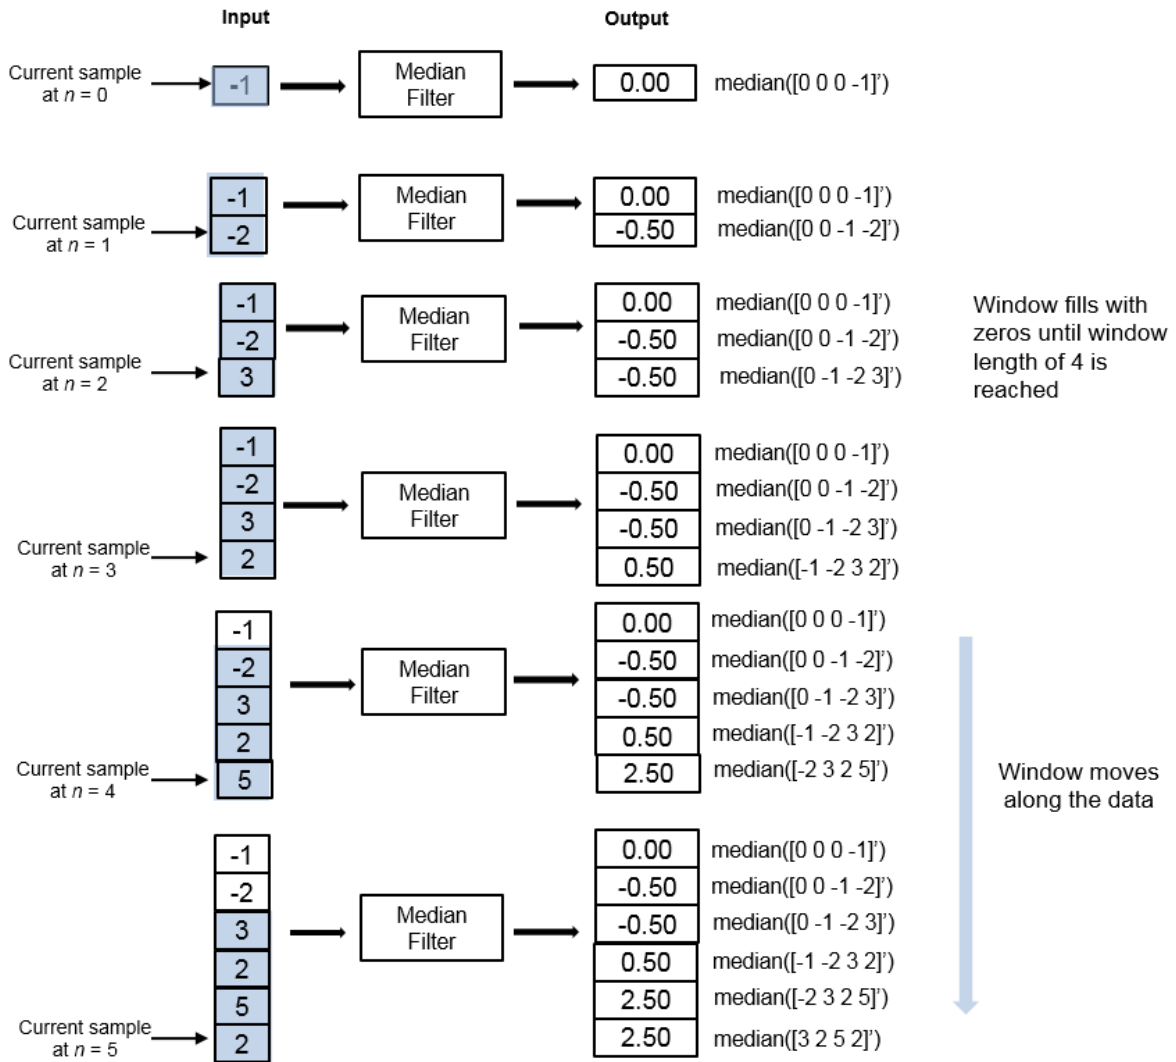 Input Output
Current sample
at n = 0
-1
Median
Filter
0.00 median([0 0 0 -1]')
Current sample
at n = 1
-1
-2
Median
Filter
0.00 median([0 0 0 -1]')
-0.50 median([0 0 -1 -2]')
Current sample
at n = 2
-1
-2
3
Median
Filter
0.00 median([0 0 0 -1]')
-0.50 median([0 0 -1 -2]')
-0.50 median([0 -1 -2 3]')
Window fills with
zeros until window
length of 4 is
reached
Current sample
at n = 3
-1
-2
3
2
Median
Filter
0.00 median([0 0 0 -1]')
-0.50 median([0 0 -1 -2]')
-0.50 median([0 -1 -2 3]')
0.50 median([-1 -2 3 2]')
Current sample
at n = 4
-1
-2
3
2
5
Median
Filter
0.00 median([0 0 0 -1]')
-0.50 median([0 0 -1 -2]')
-0.50 median([0 -1 -2 3]')
0.50 median([-1 -2 3 2]')
2.50 median([-2 3 2 5]')
Window moves
along the data
Current sample
at n = 5
-1
-2
3
2
5
2
Median
Filter
0.00 median([0 0 0 -1]')
-0.50 median([0 0 -1 -2]')
-0.50 median([0 -1 -2 3]')
0.50 median([-1 -2 3 2]')
2.50 median([-2 3 2 5]')
2.50 median([3 2 5 2]')